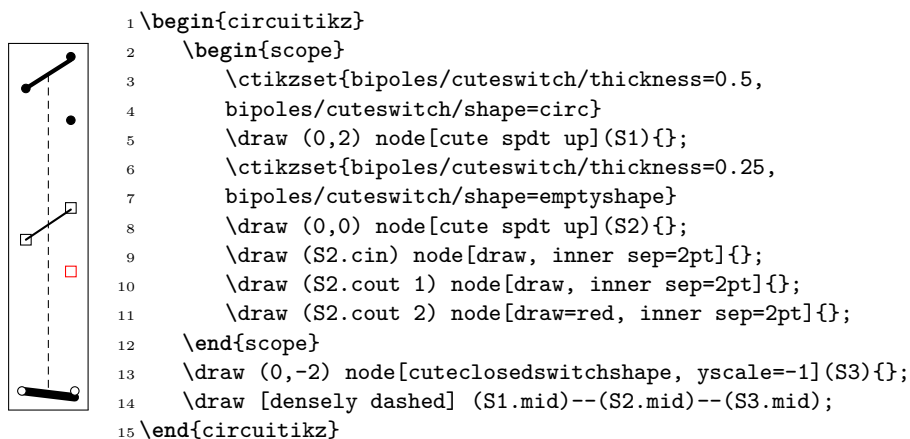 1 \begin{circuitikz}
2     \begin{scope}
3         \ctikzset{bipoles/cuteswitch/thickness=0.5,
4         bipoles/cuteswitch/shape=circ}
5         \draw (0,2) node[cute spdt up](S1){};
6         \ctikzset{bipoles/cuteswitch/thickness=0.25,
7         bipoles/cuteswitch/shape=emptyshape}
8         \draw (0,0) node[cute spdt up](S2){};
9         \draw (S2.cin) node[draw, inner sep=2pt]{};
10         \draw (S2.cout 1) node[draw, inner sep=2pt]{};
11         \draw (S2.cout 2) node[draw=red, inner sep=2pt]{};
12     \end{scope}
13     \draw (0,-2) node[cuteclosedswitchshape, yscale=-1](S3){};
14     \draw [densely dashed] (S1.mid)--(S2.mid)--(S3.mid);
15 \end{circuitikz}